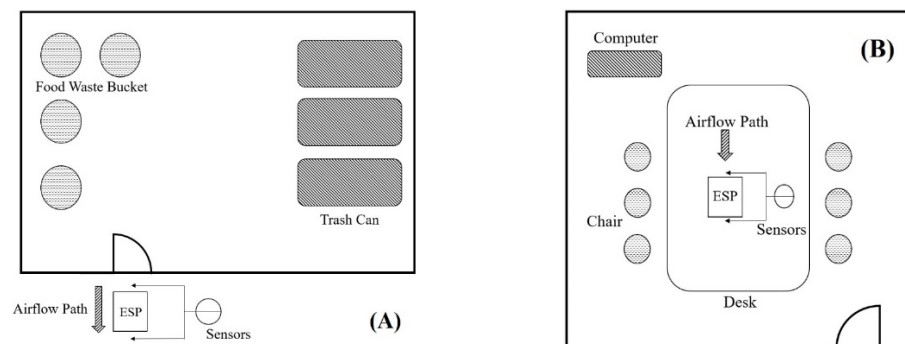 Food Waste Bucket
Trash Can
Airflow Path
ESP
Sensors
(A)
Computer
(B)
Airflow Path
ESP
Chair
Sensors
Desk